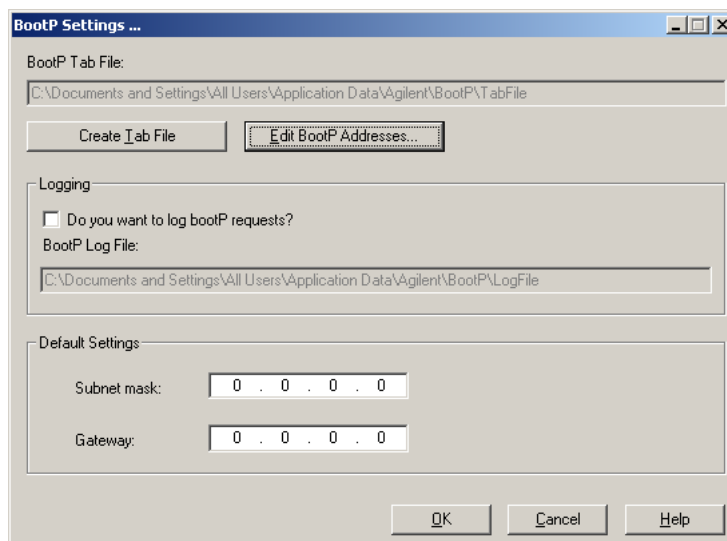 BootP Settings ...
BootP Tab File:
C:\Documents and Settings\All Users\Application Data\Agilent\BootP\TabFile
Create Tab File Edit BootP Addresses...
Logging
Do you want to log bootP requests?
BootP Log File:
C:\Documents and Settings\All Users\Application Data\Agilent\BootP\LogFile
Default Settings
Subnet mask: 0 . 0 . 0 . 0
Gateway: 0 . 0 . 0 . 0
OK Cancel Help